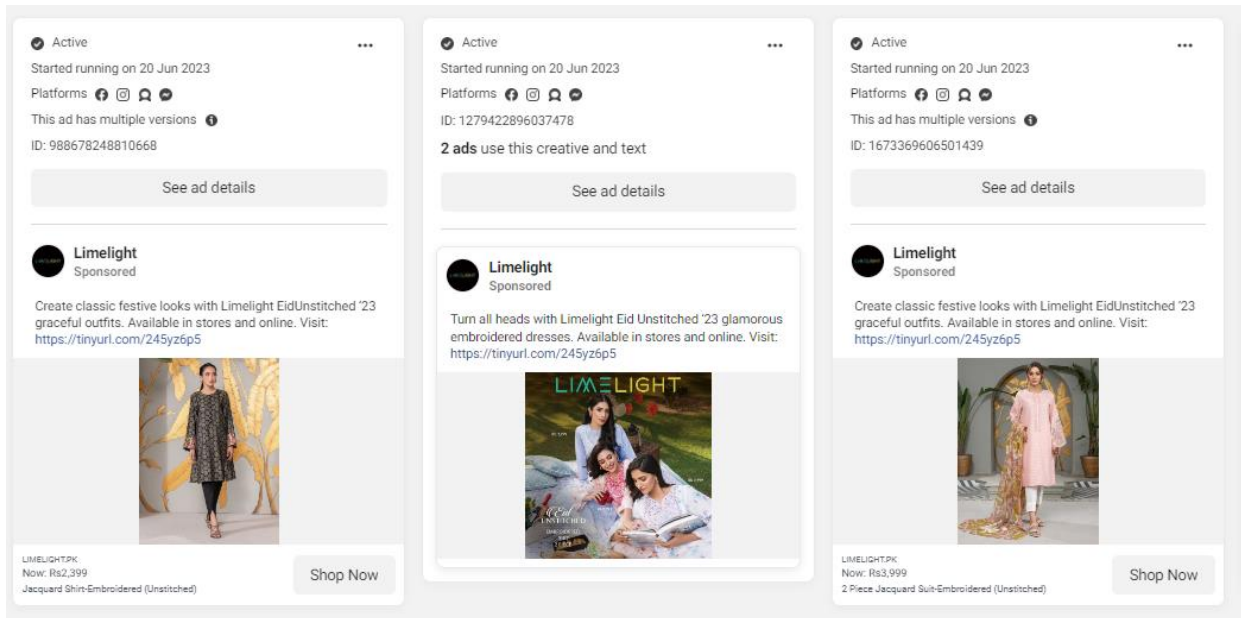 Active
Started running on 20 Jun 2023
Platforms
This ad has multiple versions
ID: 988678248810668
See ad details
Limelight
Sponsored
Create classic festive looks with Limelight EidUnstitched '23
graceful outfits. Available in stores and online. Visit:
https://tinyurl.com/245yz6p5
LIMELIGHT.PK
Now: Rs2,399
Jacquard Shirt-Embroidered (Unstitched)
Shop Now
Active
Started running on 20 Jun 2023
Platforms
ID: 1279422896037478
2 ads use this creative and text
See ad details
Limelight
Sponsored
Turn all heads with Limelight Eid Unstitched '23 glamorous
embroidered dresses. Available in stores and online. Visit:
https://tinyurl.com/245yz6p5
LIMELIGHT
Eid
UNSTITCHED
Active
Started running on 20 Jun 2023
Platforms
This ad has multiple versions
ID: 1673369606501439
See ad details
Limelight
Sponsored
Create classic festive looks with Limelight EidUnstitched '23
graceful outfits. Available in stores and online. Visit:
https://tinyurl.com/245yz6p5
LIMELIGHT.PK
Now: Rs3,999
2 Piece Jacquard Suit-Embroidered (Unstitched)
Shop Now